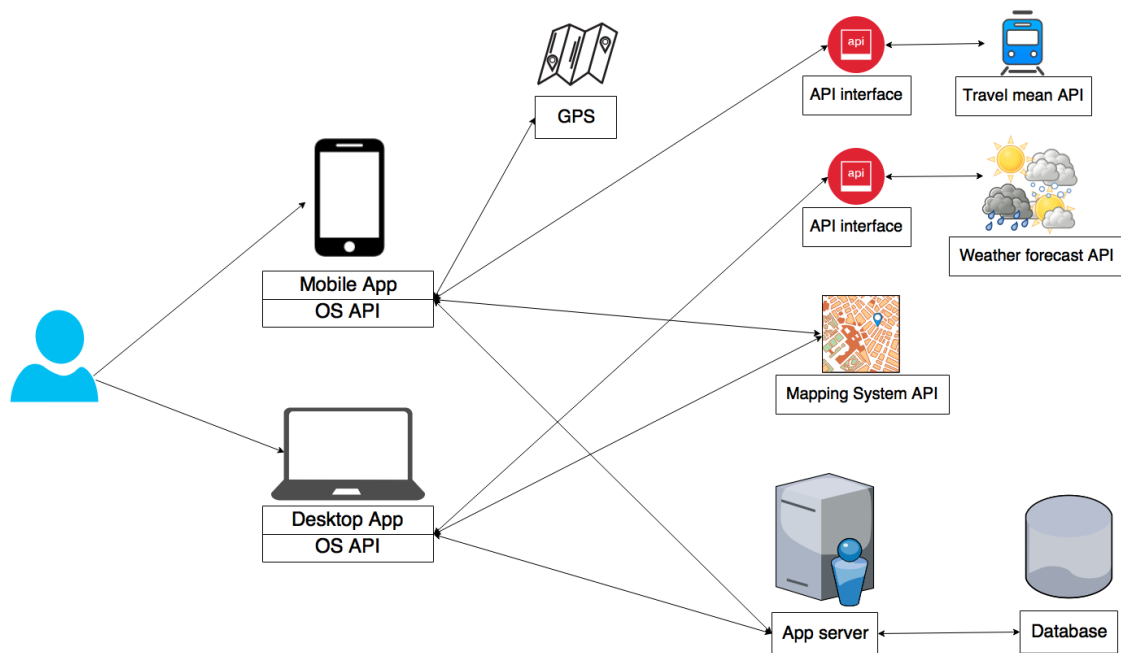 api
API interface
Travel mean API
GPS
api
API interface
Weather forecast API
Mobile App
OS API
Mapping System API
Desktop App
OS API
App server
Database